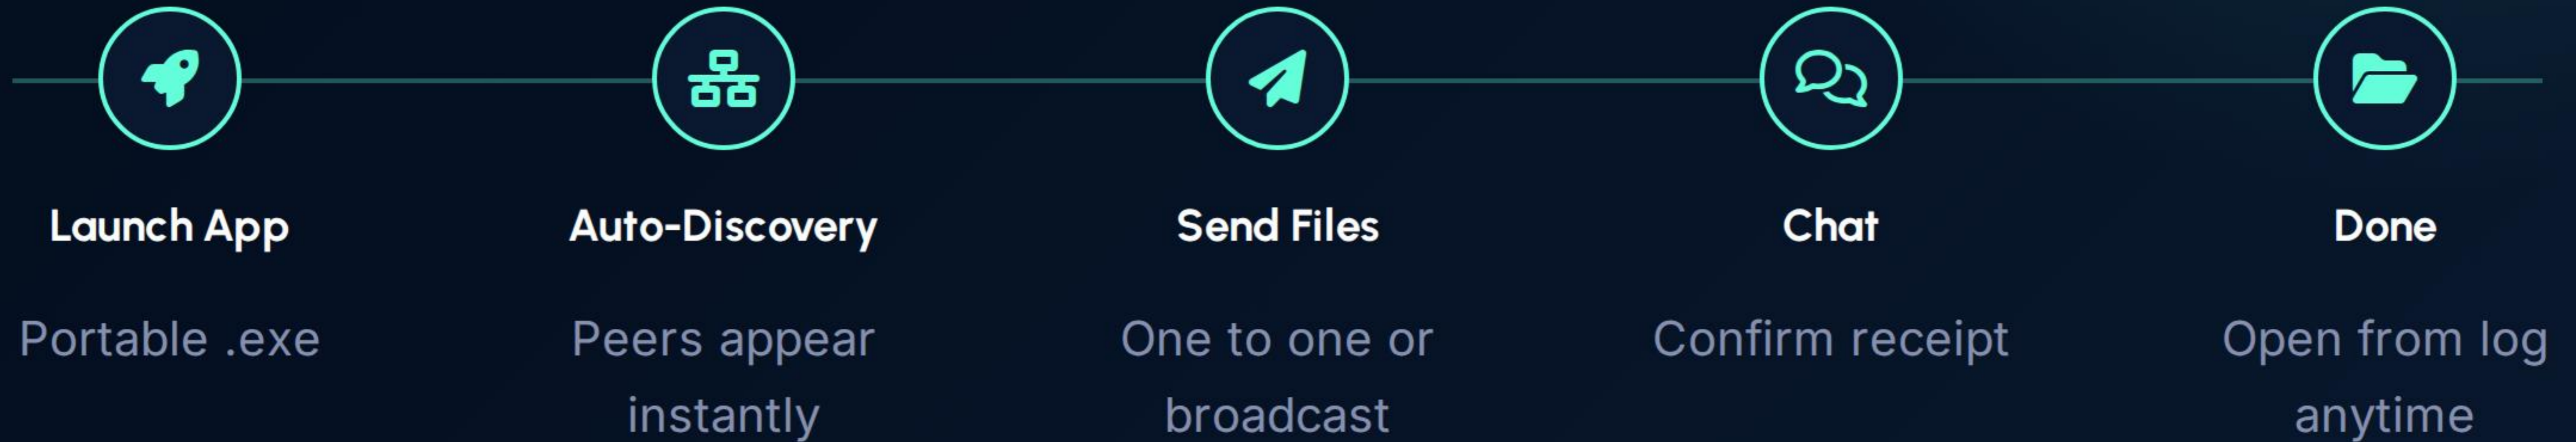 Launch App
Portable .exe
Auto-Discovery
Peers appear
instantly
Send Files
One to one or
broadcast
Chat
Confirm receipt
Done
Open from log
anytime